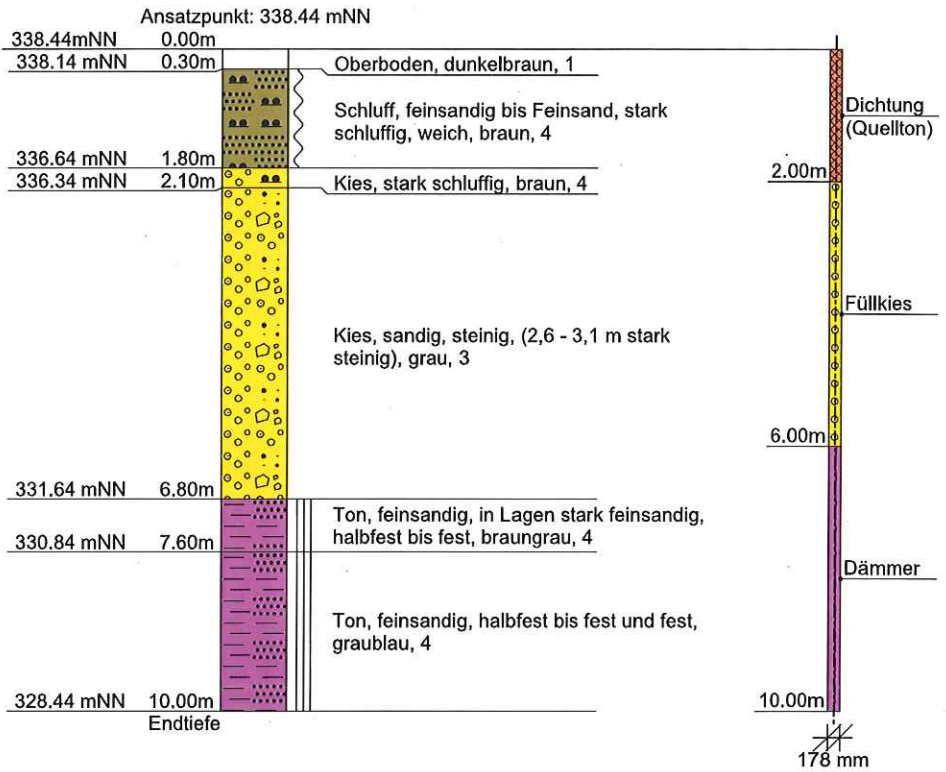 Ansatzpunkt: 338.44 mNN
338.44mNN 0.00m
338.14 mNN 0.30m
Oberboden, dunkelbraun, 1
Schluff, feinsandig bis Feinsand, stark
schluffig, weich, braun, 4
336.64 mNN 1.80m
336.34 mNN 2.10m
Kies, stark schluffig, braun, 4
Kies, sandig, steinig, (2,6 - 3,1 m stark
steinig), grau, 3
331.64 mNN 6.80m
Ton, feinsandig, in Lagen stark feinsandig,
halbfest bis fest, braungrau, 4
330.84 mNN 7.60m
Ton, feinsandig, halbfest bis fest und fest,
graublau, 4
328.44 mNN 10.00m
Endtiefe
Dichtung
(Quellton)
2.00m
Füllkies
6.00m
Dämmer
10.00m
178 mm